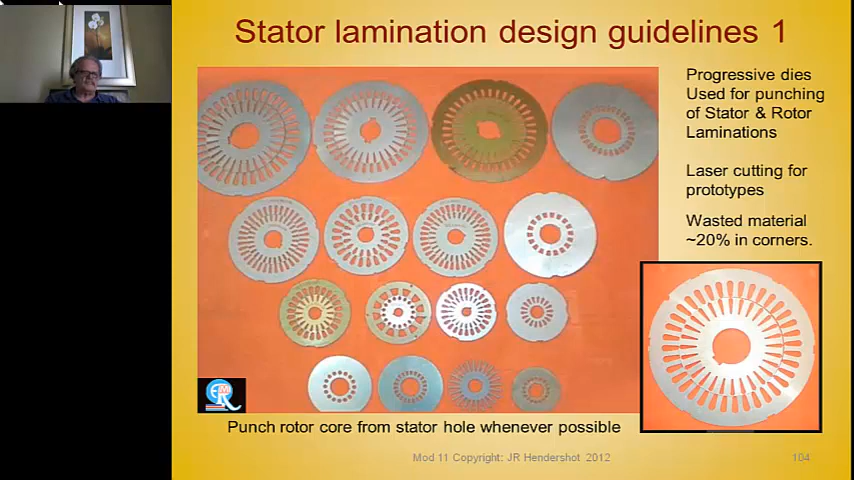 Stator lamination design guidelines 1
Progressive dies
Used for punching
of Stator & Rotor
Laminations
Laser cutting for
prototypes
Wasted material
~20% in corners.
Punch rotor core from stator hole whenever possible
Mod 11 Copyright: JR Hendershot 2012
104